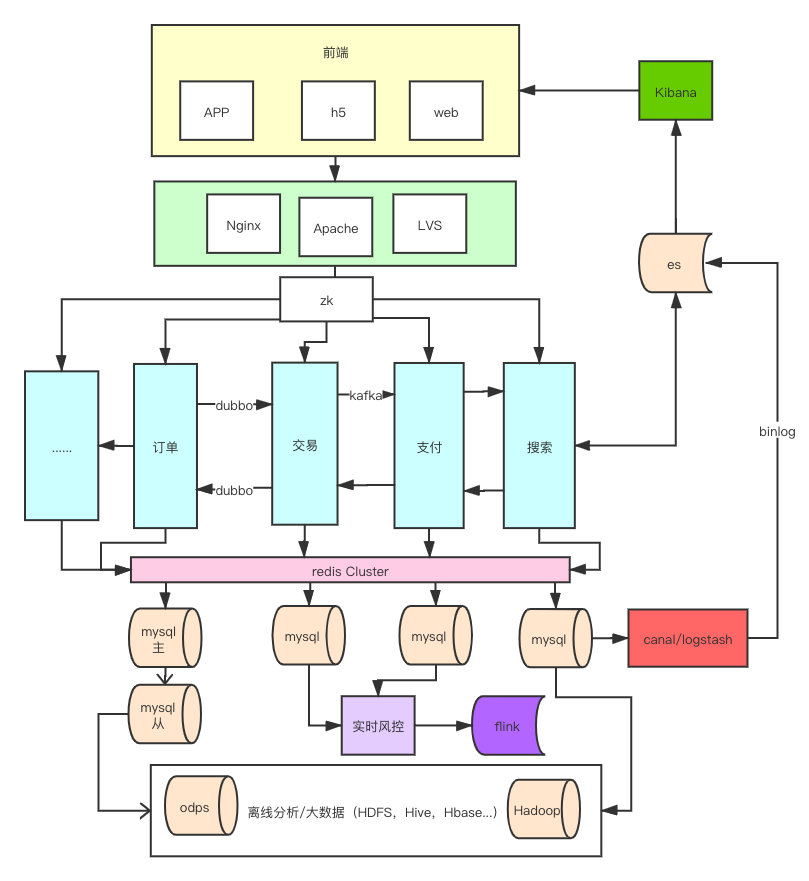 前端
APP
h5
web
Kibana
Nginx
Apache
LVS
es
zk
dubbo
kafka
binlog
......
订单
交易
支付
搜索
dubbo
redis Cluster
mysql
主
mysql
mysql
mysql
canal/logstash
mysql
从
实时风控
flink
odps
离线分析/大数据（HDFS，Hive，Hbase...）
Hadoop